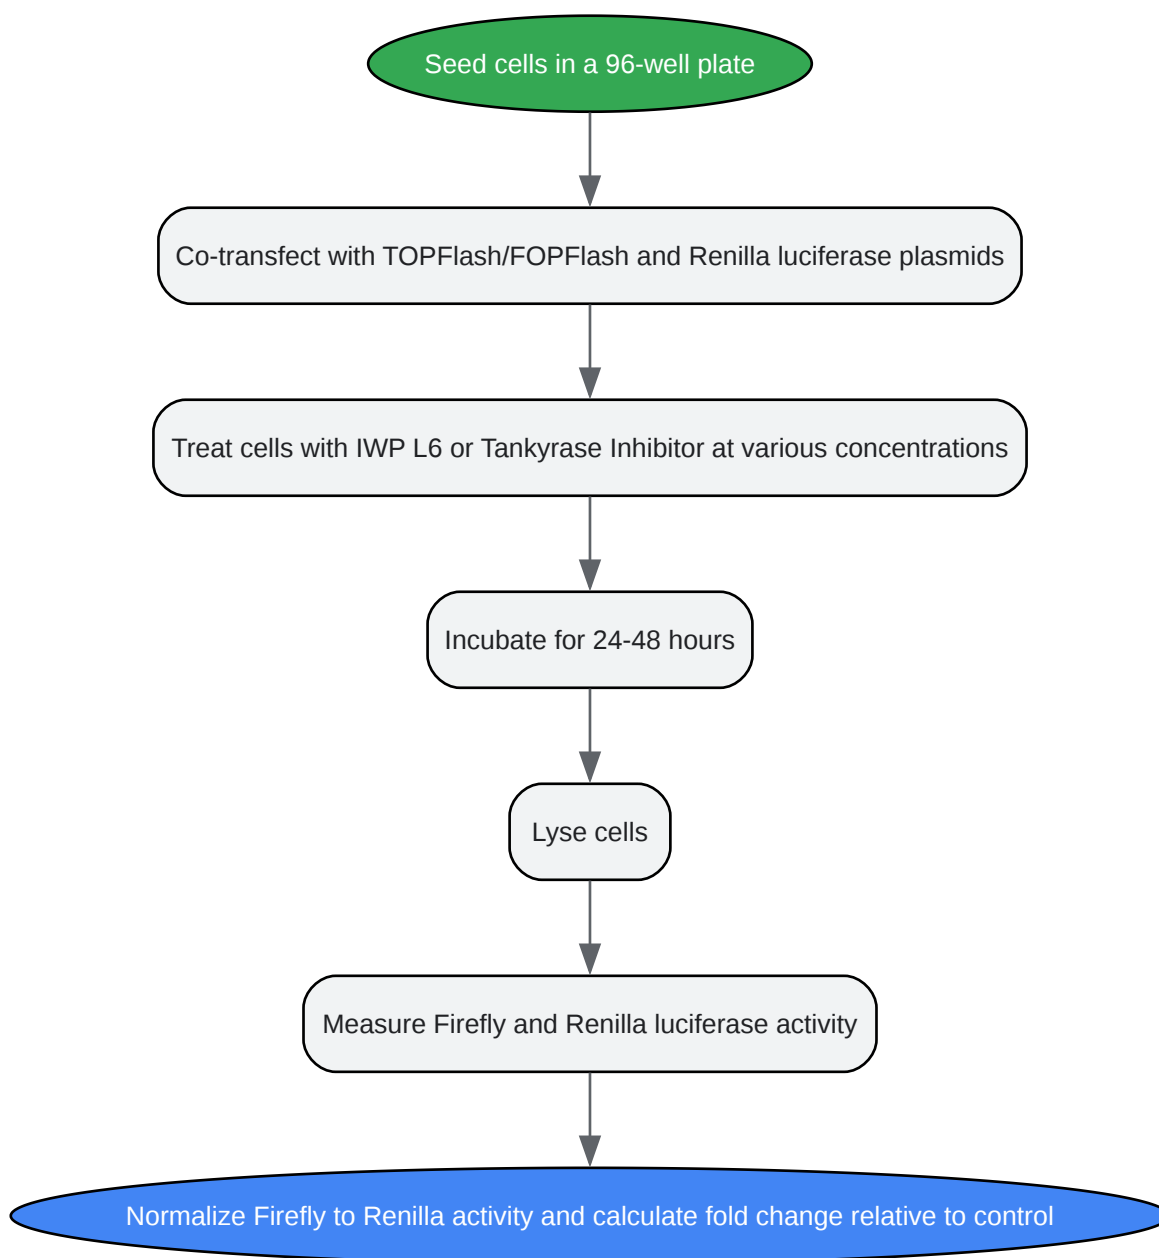 Seed cells in a 96-well plate
Co-transfect with TOPFlash/FOPFlash and Renilla luciferase plasmids
Treat cells with IWP L6 or Tankyrase Inhibitor at various concentrations
Incubate for 24-48 hours
Lyse cells
Measure Firefly and Renilla luciferase activity
Normalize Firefly to Renilla activity and calculate fold change relative to control